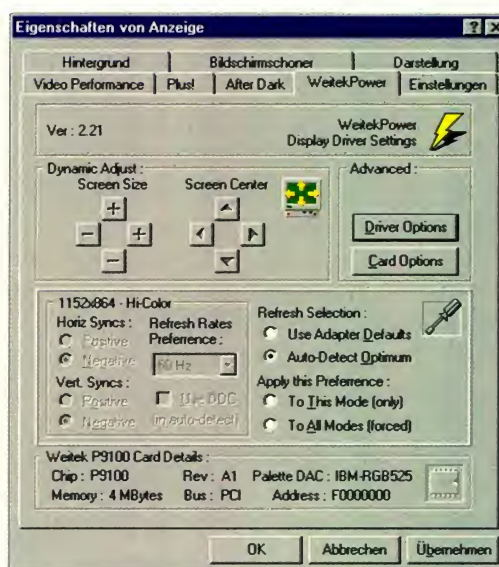 Eigenschaften von Anzeige
Hintergrund Bildschirmschoner Darstellung
Video Performance Plus! After Dark WeitekPower Einstellungen
Ver : 2.21
WeitekPower
Display Driver Settings
Dynamic Adjust :
Screen Size Screen Center
Advanced :
Driver Options
Card Options
1152x864 - Hi-Color
Horiz Syncs :
Positive
Negative
Vert. Syncs :
Positive
Negative
Refresh Rates
Preferrence :
60 Hz
Use DDC
(in auto-detect)
Refresh Selection :
Use Adapter Defaults
Auto-Detect Optimum
Apply this Preferrence :
To This Mode (only)
To All Modes (forced)
Weitek P9100 Card Details :
Chip : P9100 Rev : A1 Palette DAC : IBM-RGB525
Memory : 4 MBytes Bus : PCI Address : F0000000
OK Abbrechen Übernehmen